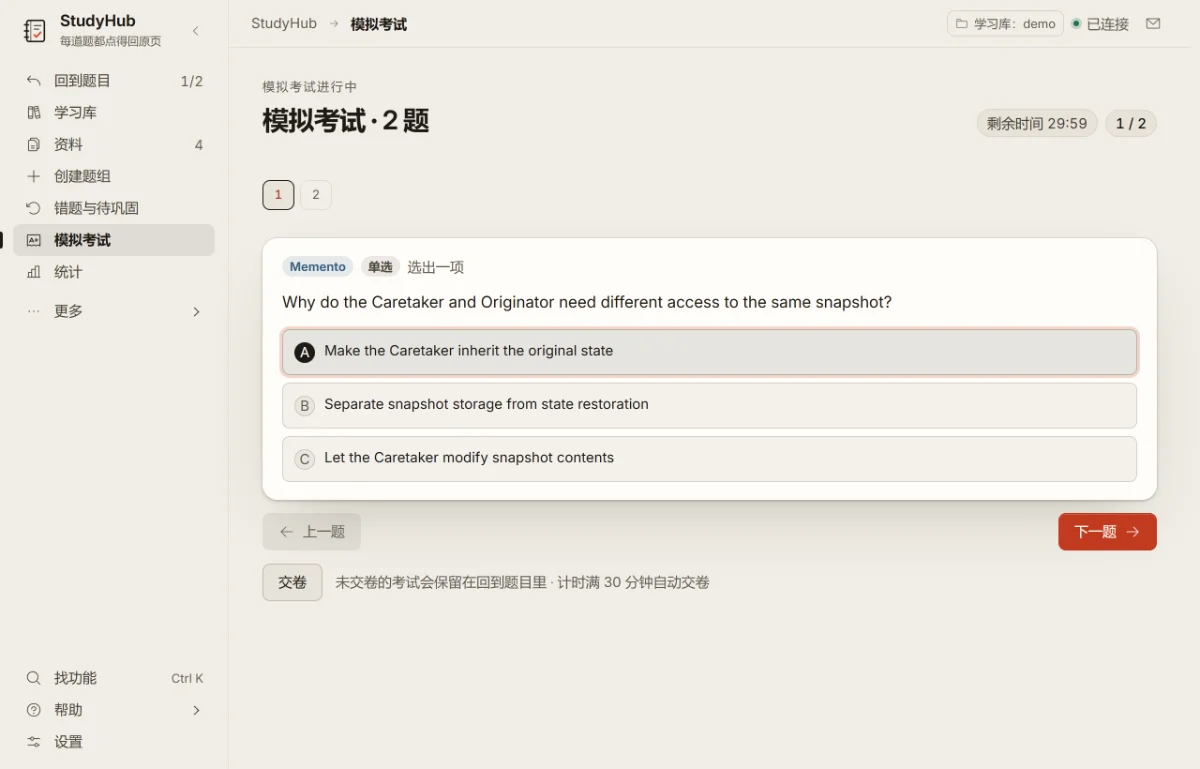 StudyHub
每道题都点得回原页
回到题目 1/2
学习库
资料 4
创建题组
错题与待巩固
模拟考试
统计
更多
找功能 Ctrl K
帮助
设置
StudyHub → 模拟考试
学习库: demo 已连接
模拟考试进行中
模拟考试 · 2 题
剩余时间 29:59 1 / 2
1 2
Memento 单选 选出一项
Why do the Caretaker and Originator need different access to the same snapshot?
A Make the Caretaker inherit the original state
B Separate snapshot storage from state restoration
C Let the Caretaker modify snapshot contents
← 上一题 下一题 →
交卷 未交卷的考试会保留在回到题目里 · 计时满 30 分钟自动交卷